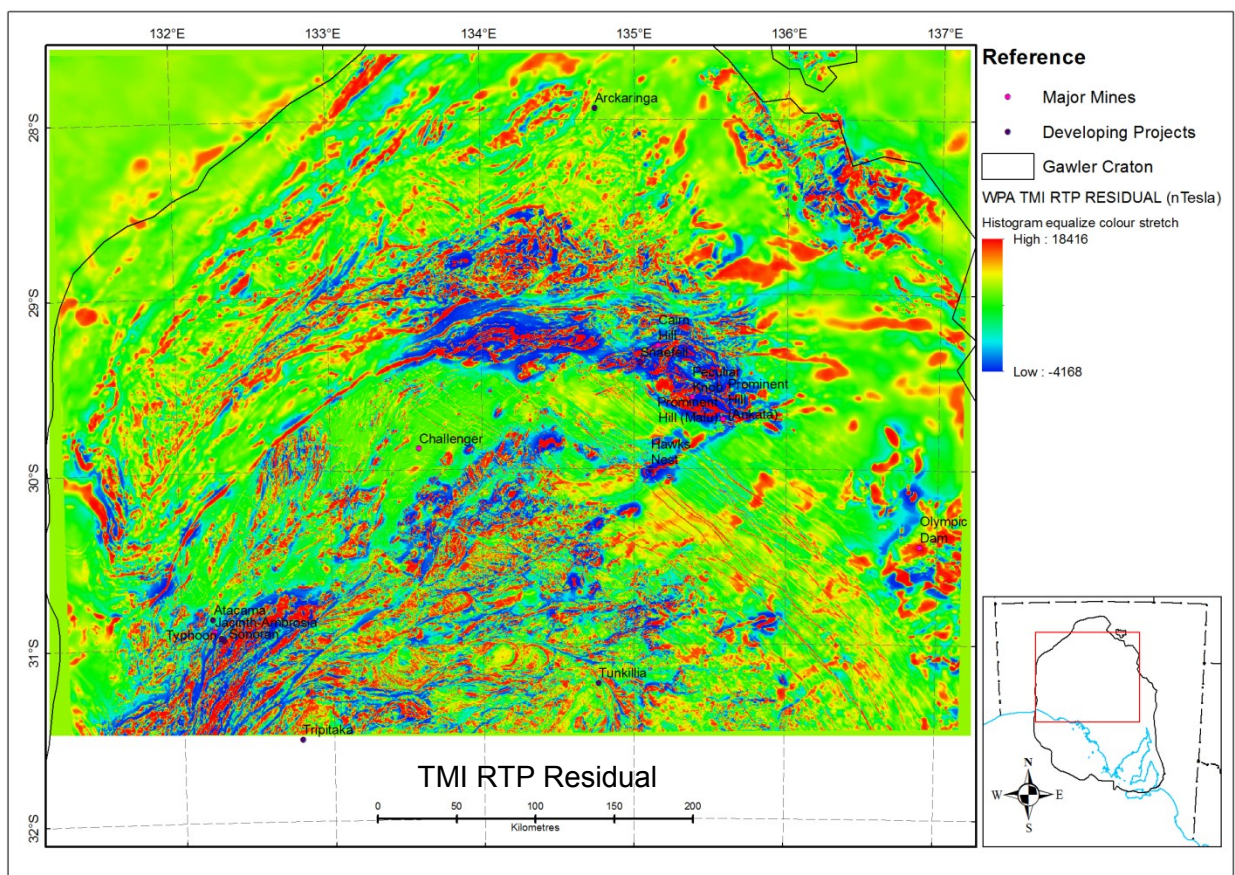 132°E 133°E 134°E 135°E 136°E 137°E
28°S
29°S
30°S
31°S
32°S
Arckaringa
Cairn
Hill
Snaefell
Peculiar
Knob
Prominent
Hill
(Ankata)
Prominent
Hill (Malu)
Hawks
Nest
Challenger
Olympic
Dam
Atacama
Jacinth-Ambrosia
Typhoon
Sonoran
Tunkillia
Tripitaka
TMI RTP Residual
0 50 100 150 200
Kilometres
Reference
Major Mines
Developing Projects
Gawler Craton
WPA TMI RTP RESIDUAL (nTesla)
Histogram equalize colour stretch
High : 18416
Low : -4168
N
W E
S